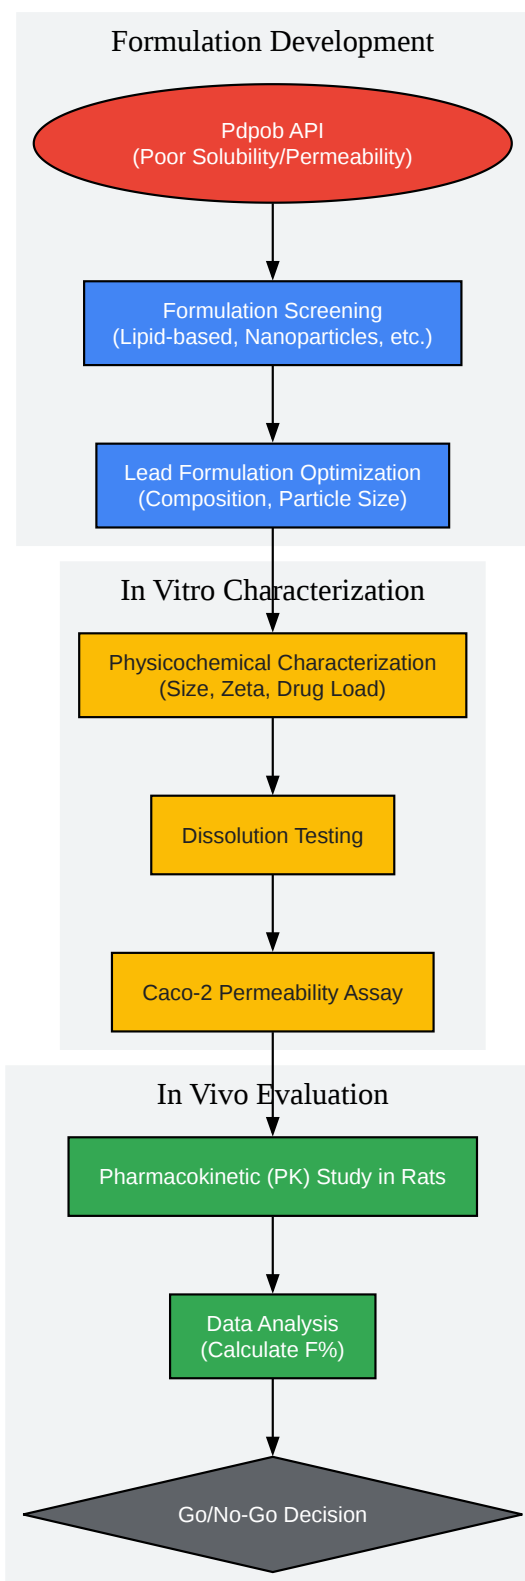 Formulation Development
Pdpob API
(Poor Solubility/Permeability)
Formulation Screening
(Lipid-based, Nanoparticles, etc.)
Lead Formulation Optimization
(Composition, Particle Size)
In Vitro Characterization
Physicochemical Characterization
(Size, Zeta, Drug Load)
Dissolution Testing
Caco-2 Permeability Assay
In Vivo Evaluation
Pharmacokinetic (PK) Study in Rats
Data Analysis
(Calculate F%)
Go/No-Go Decision